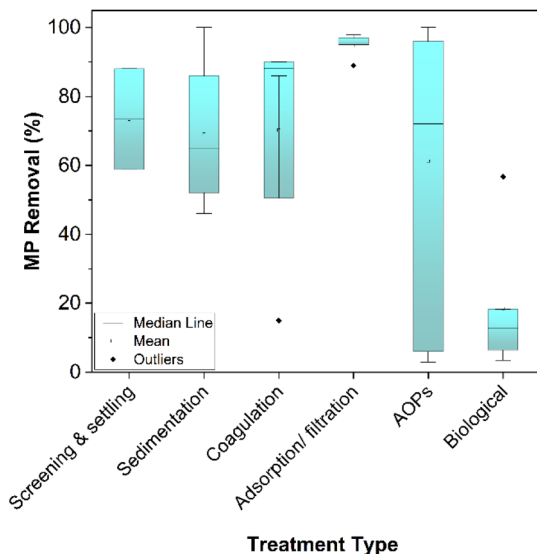 MP Removal (%)
100
80
60
40
20
0
Median Line
Mean
Outliers
Screening & settling
Sedimentation
Coagulation
Adsorption/ filtration
AOPs
Biological
Treatment Type